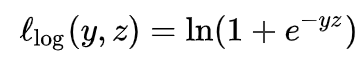 ℓ_log(y, z) = ln(1 + e^{-yz})